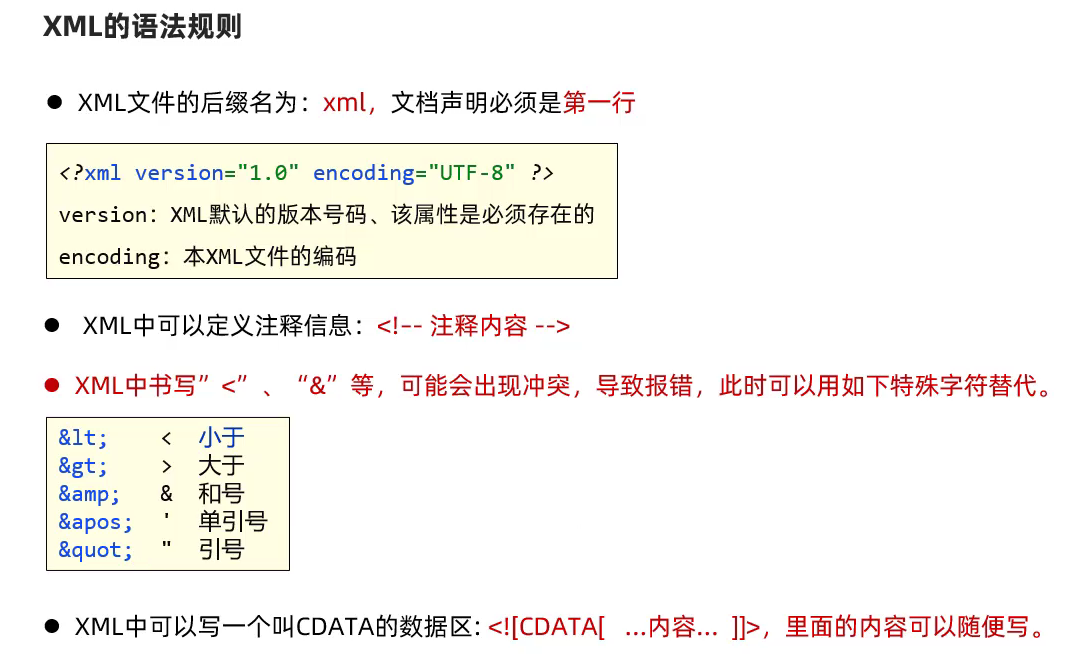 XML的语法规则
● XML文件的后缀名为：xml，文档声明必须是第一行
<?xml version="1.0" encoding="UTF-8" ?>
version：XML默认的版本号码、该属性是必须存在的
encoding：本XML文件的编码
● XML中可以定义注释信息：<!-- 注释内容 -->
● XML中书写”<”、“&”等，可能会出现冲突，导致报错，此时可以用如下特殊字符替代。
&lt; < 小于
&gt; > 大于
&amp; & 和号
&apos; ' 单引号
&quot; " 引号
● XML中可以写一个叫CDATA的数据区: <![CDATA[ …内容… ]]>，里面的内容可以随便写。